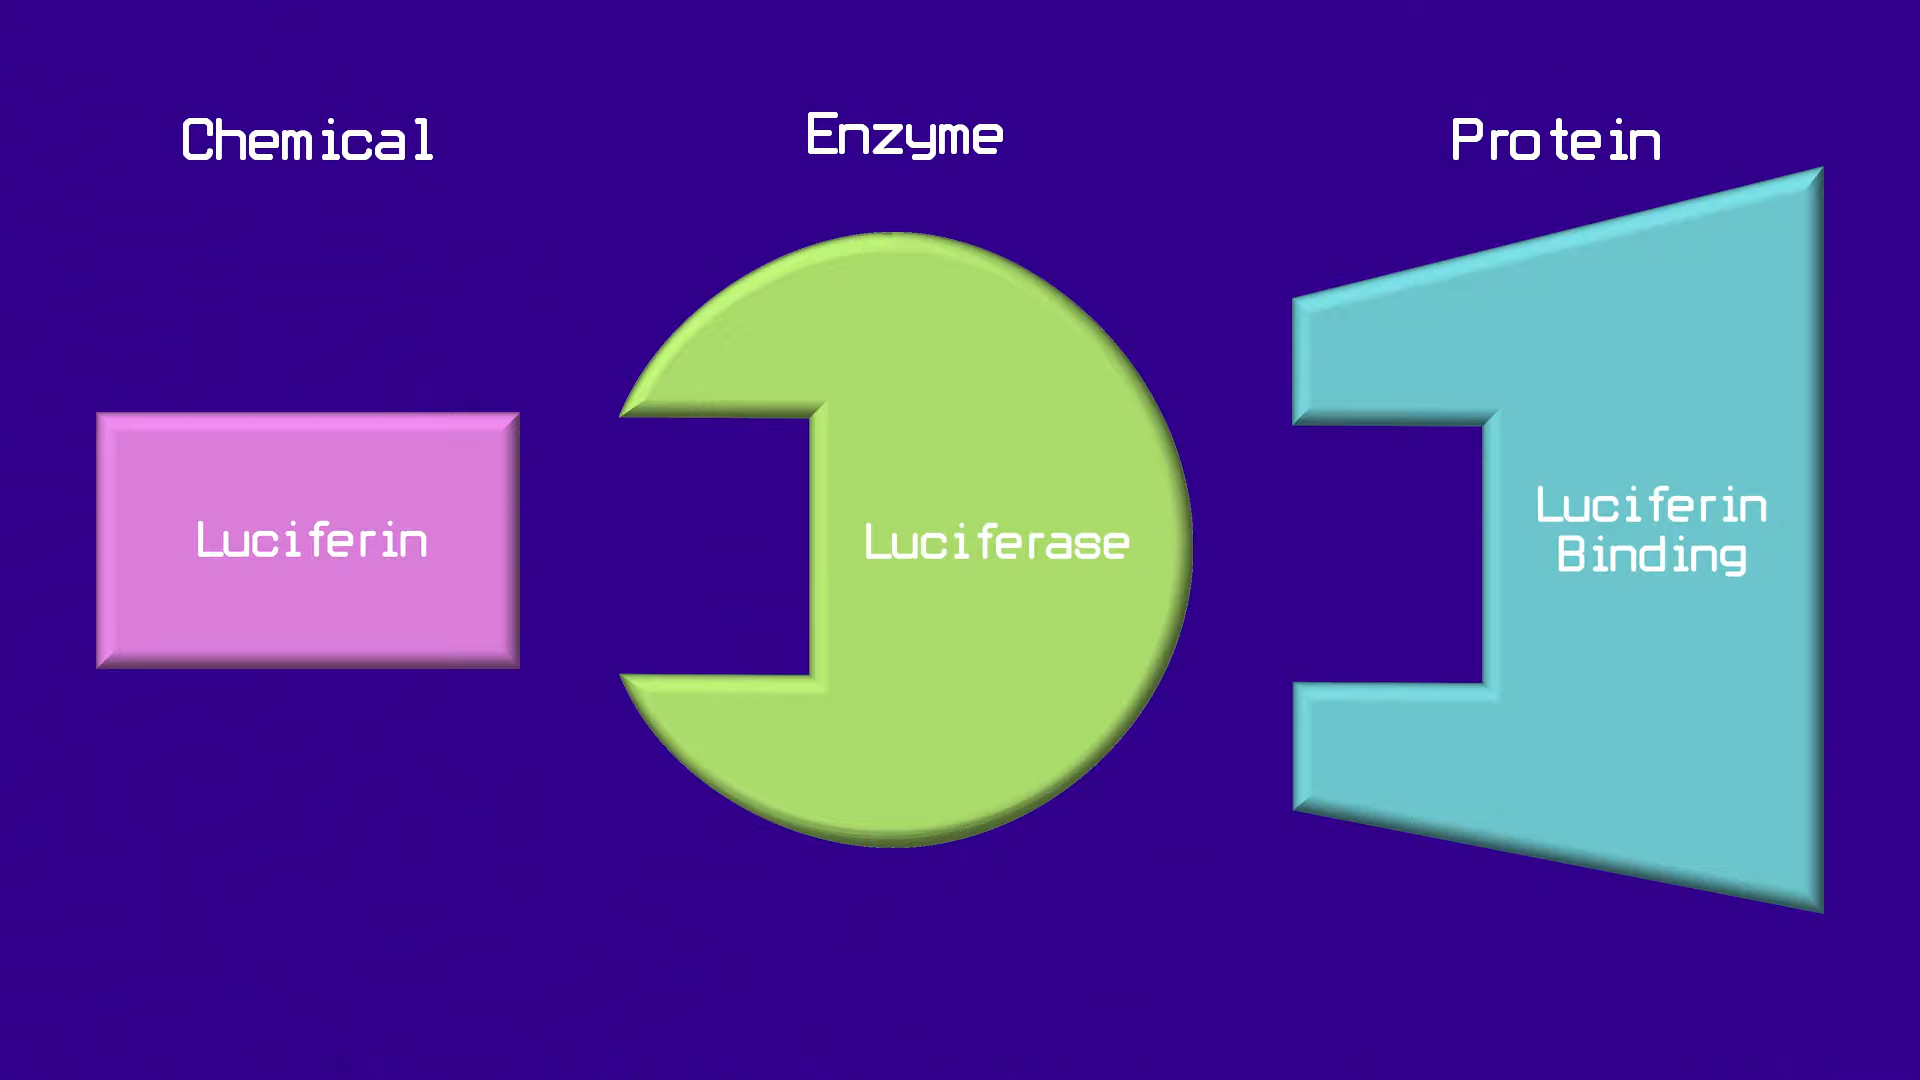 Chemical
Enzyme
Protein
Luciferin
Luciferase
Luciferin
Binding